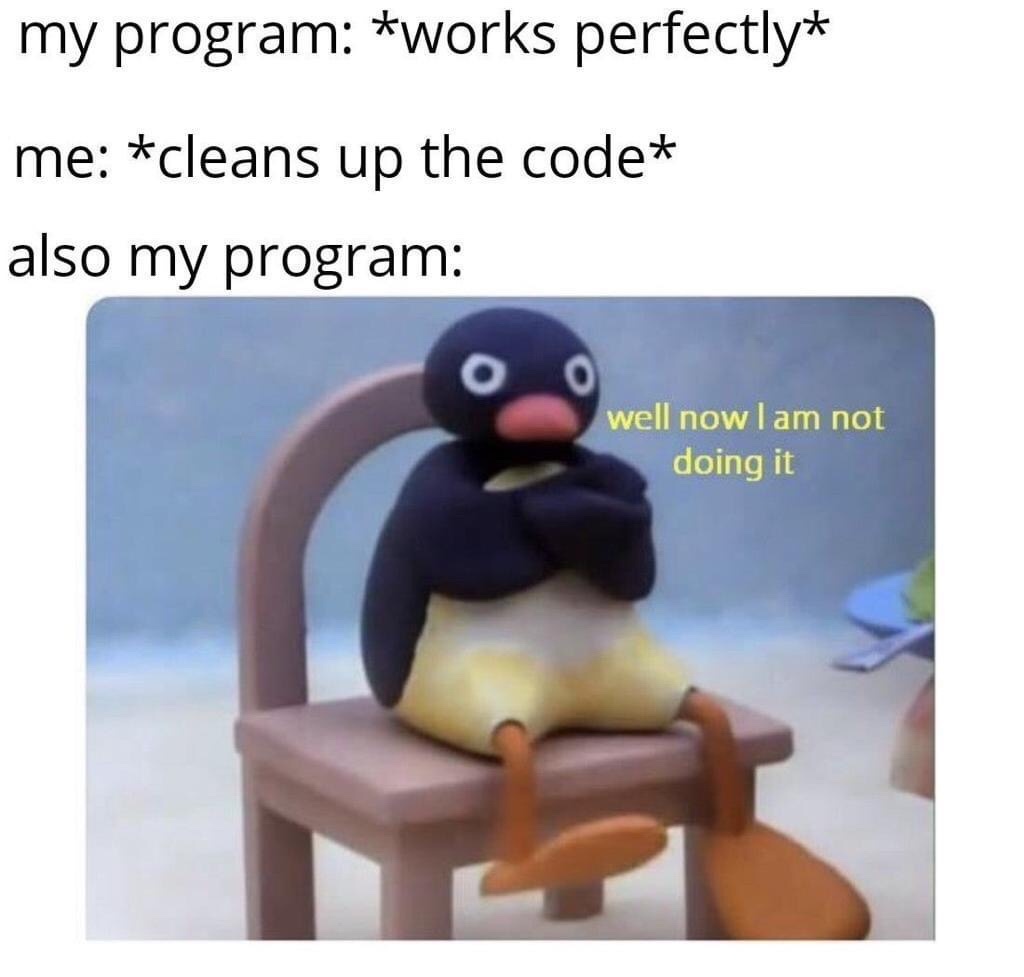 my program: *works perfectly*
me: *cleans up the code*
also my program:
well now I am not
doing it